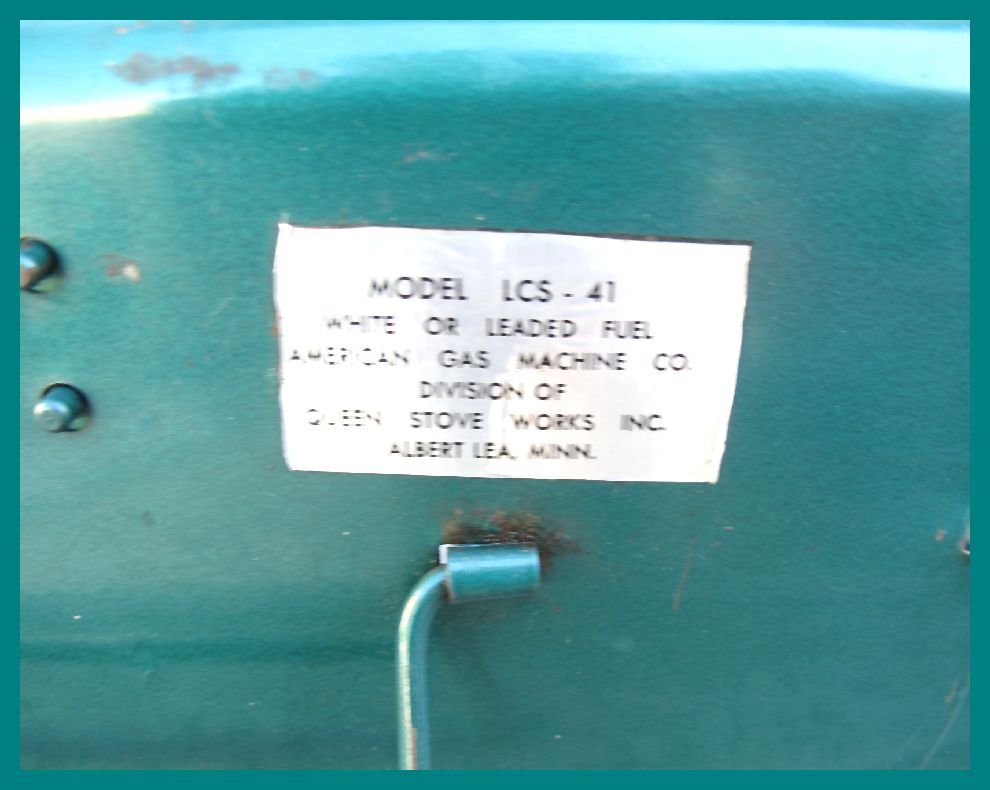 MODEL LCS - 41
WHITE OR LEADED FUEL
AMERICAN GAS MACHINE CO.
DIVISION OF
QUEEN STOVE WORKS INC.
ALBERT LEA, MINN.